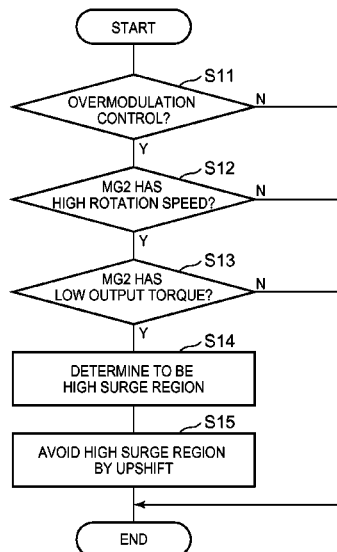 START
S11
OVERMODULATION
CONTROL?
N
Y
S12
MG2 HAS
HIGH ROTATION SPEED?
N
Y
S13
MG2 HAS
LOW OUTPUT TORQUE?
N
Y
S14
DETERMINE TO BE
HIGH SURGE REGION
S15
AVOID HIGH SURGE REGION
BY UPSHIFT
END